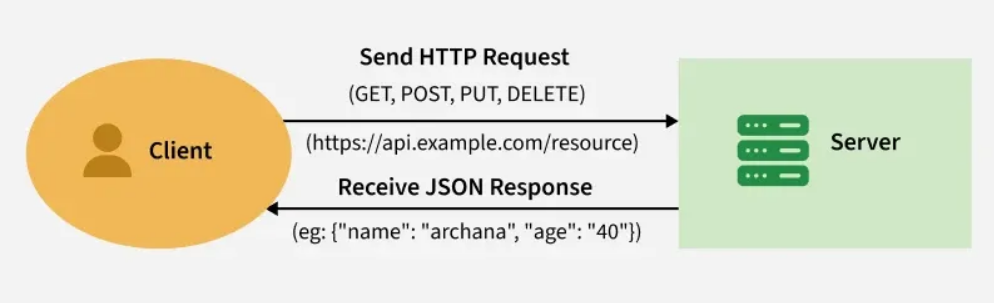 Send HTTP Request
(GET, POST, PUT, DELETE)
(https://api.example.com/resource)
Client
Server
Receive JSON Response
(eg: {"name": "archana", "age": "40"})